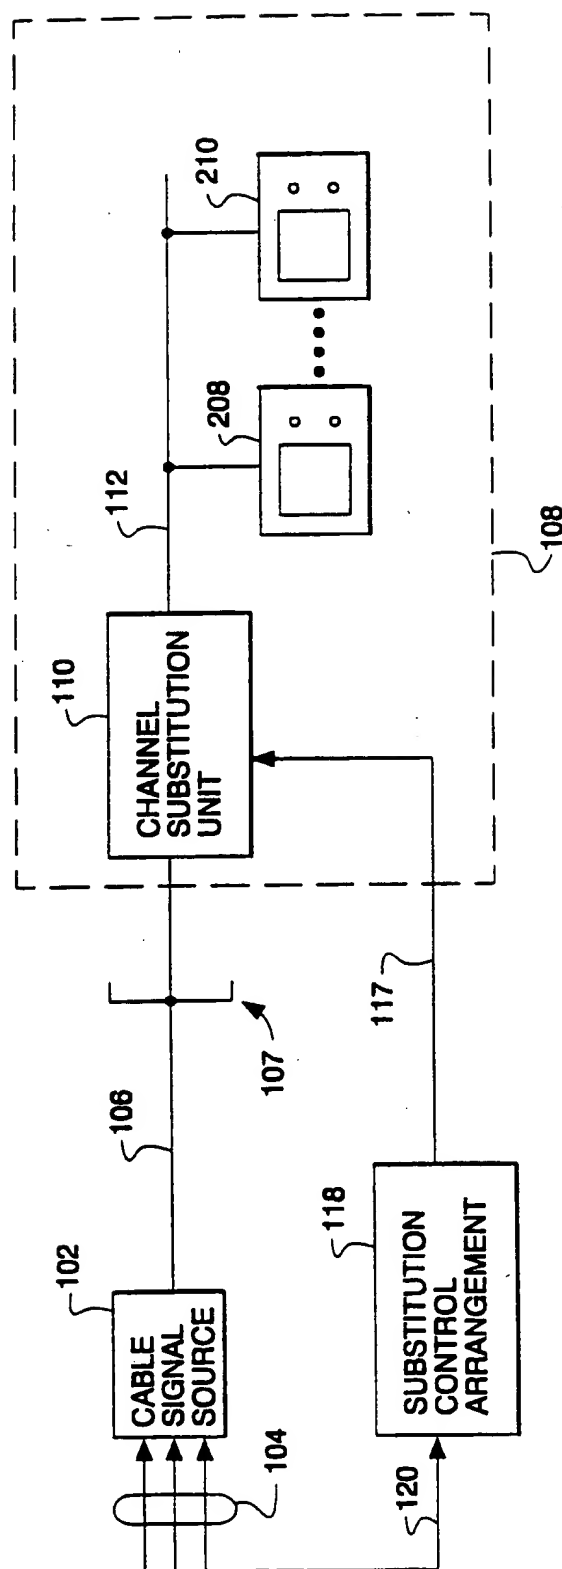 104
102
CABLE
SIGNAL
SOURCE
106
107
110
CHANNEL
SUBSTITUTION
UNIT
112
208
210
108
120
118
SUBSTITUTION
CONTROL
ARRANGEMENT
117